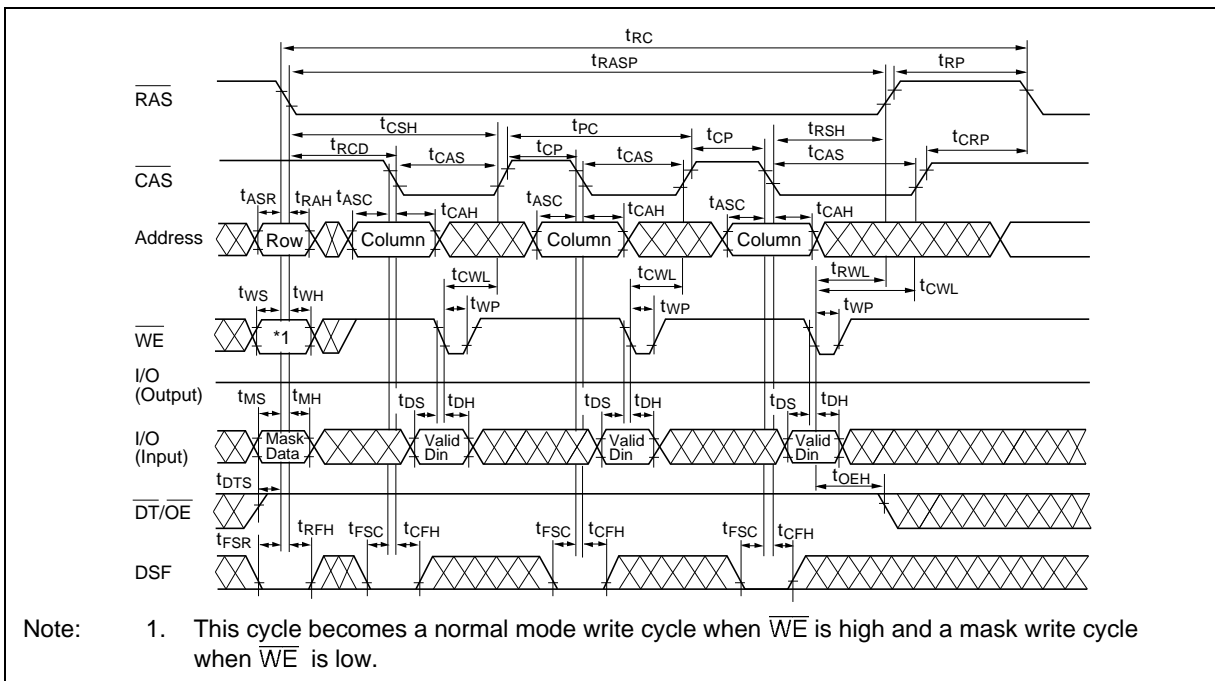 tRC
tRASP tRP
RAS
tCSH tPC tCP tRSH tCRP
tRCD tCAS tCP tCAS tCAS
CAS
tASR tRAH tASC tCAH tASC tCAH tASC tCAH
Address Row Column Column Column
tCWL tCWL tRWL tCWL
tWS tWH tWP tWP tWP
WE *1
I/O
(Output)
tMS tMH tDS tDH tDS tDH tDS tDH
I/O
(Input)
Mask
Data
Valid
Din
Valid
Din
Valid
Din
tDTS tOEH
DT/OE
tFSR tRFH tFSC tCFH tFSC tCFH tFSC tCFH
DSF
Note: 1. This cycle becomes a normal mode write cycle when WE is high and a mask write cycle
when WE is low.